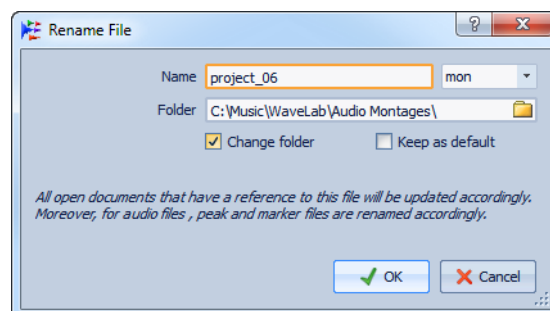 Rename File
Name project_06 mon
Folder C:\Music\WaveLab\Audio Montages\
Change folder Keep as default
All open documents that have a reference to this file will be updated accordingly.
Moreover, for audio files , peak and marker files are renamed accordingly.
OK Cancel